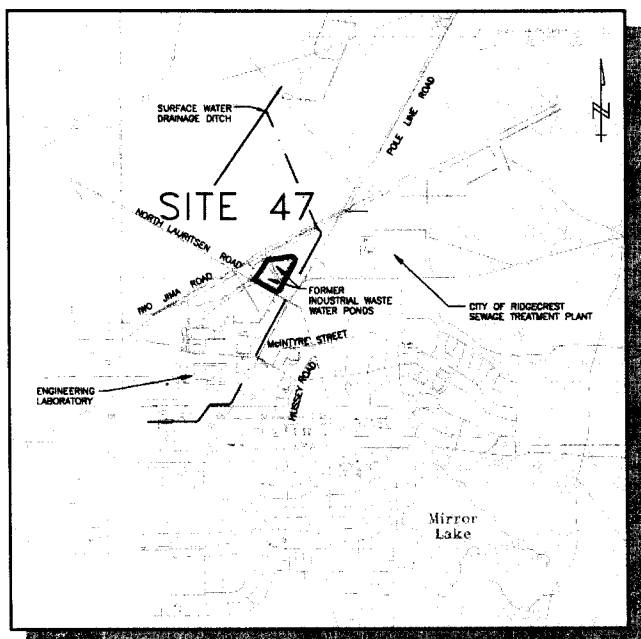 SURFACE WATER
DRAINAGE DITCH
POLE LINE ROAD
N
SITE 47
NORTH LAURITSEN ROAD
IWO JIMA ROAD
FORMER
INDUSTRIAL WASTE
WATER PONDS
CITY OF RIDGECREST
SEWAGE TREATMENT PLANT
McINTYRE STREET
HUSSEY ROAD
ENGINEERING
LABORATORY
Mirror
Lake